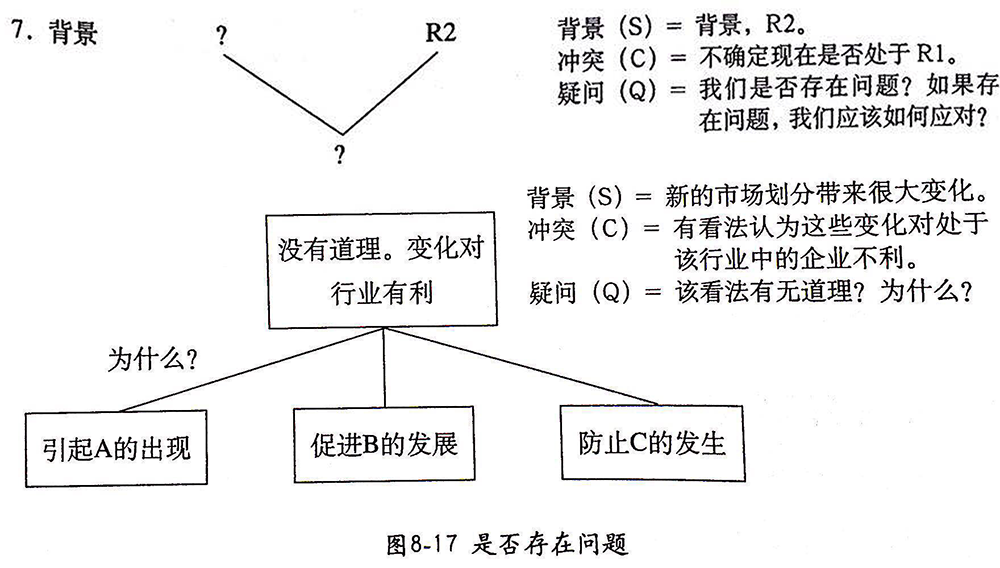 7. 背景
?
R2
?
背景（S）= 背景，R2。
冲突（C）= 不确定现在是否处于R1。
疑问（Q）= 我们是否存在问题？如果存
在问题，我们应该如何应对？
背景（S）= 新的市场划分带来很大变化。
冲突（C）= 有看法认为这些变化对处于
该行业中的企业不利。
疑问（Q）= 该看法有无道理？为什么？
没有道理。变化对
行业有利
为什么？
引起A的出现
促进B的发展
防止C的发生
图8-17 是否存在问题